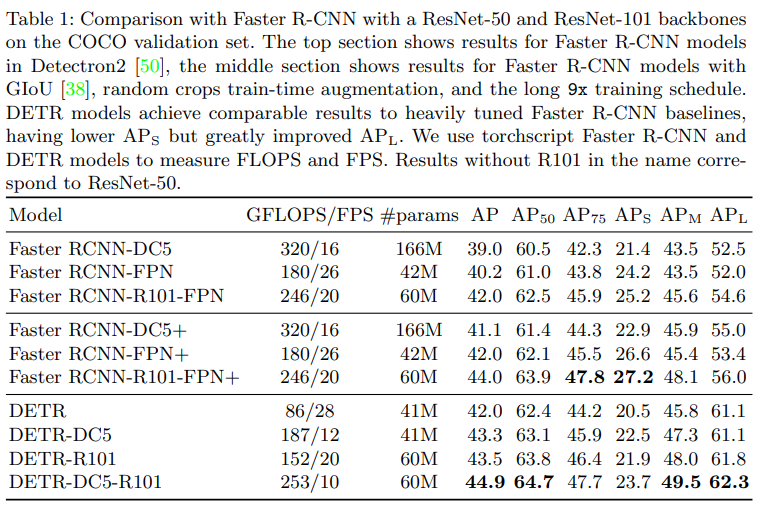 Table 1: Comparison with Faster R-CNN with a ResNet-50 and ResNet-101 backbones
on the COCO validation set. The top section shows results for Faster R-CNN models
in Detectron2 [50], the middle section shows results for Faster R-CNN models with
GIoU [38], random crops train-time augmentation, and the long 9x training schedule.
DETR models achieve comparable results to heavily tuned Faster R-CNN baselines,
having lower APS but greatly improved APL. We use torchscript Faster R-CNN and
DETR models to measure FLOPS and FPS. Results without R101 in the name corre-
spond to ResNet-50.
Model GFLOPS/FPS #params AP AP50 AP75 APS APM APL
Faster RCNN-DC5 320/16 166M 39.0 60.5 42.3 21.4 43.5 52.5
Faster RCNN-FPN 180/26 42M 40.2 61.0 43.8 24.2 43.5 52.0
Faster RCNN-R101-FPN 246/20 60M 42.0 62.5 45.9 25.2 45.6 54.6
Faster RCNN-DC5+ 320/16 166M 41.1 61.4 44.3 22.9 45.9 55.0
Faster RCNN-FPN+ 180/26 42M 42.0 62.1 45.5 26.6 45.4 53.4
Faster RCNN-R101-FPN+ 246/20 60M 44.0 63.9 47.8 27.2 48.1 56.0
DETR 86/28 41M 42.0 62.4 44.2 20.5 45.8 61.1
DETR-DC5 187/12 41M 43.3 63.1 45.9 22.5 47.3 61.1
DETR-R101 152/20 60M 43.5 63.8 46.4 21.9 48.0 61.8
DETR-DC5-R101 253/10 60M 44.9 64.7 47.7 23.7 49.5 62.3